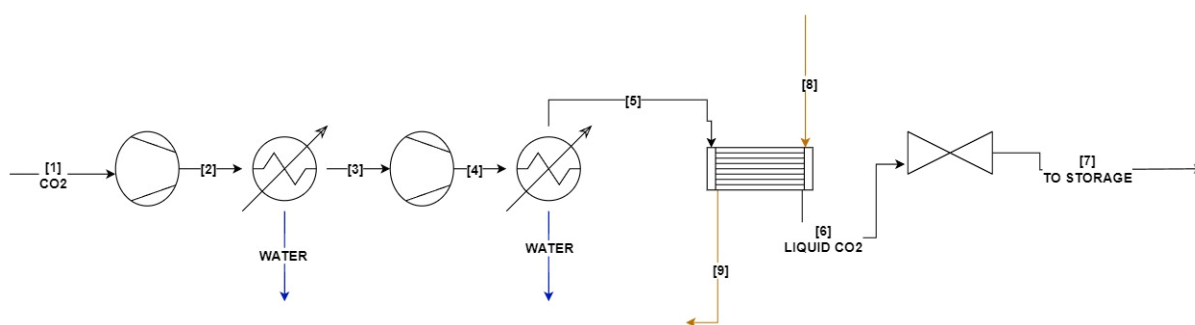 [1]
CO2
[2]
WATER
[3]
[4]
WATER
[5]
[8]
[9]
[6]
LIQUID CO2
[7]
TO STORAGE